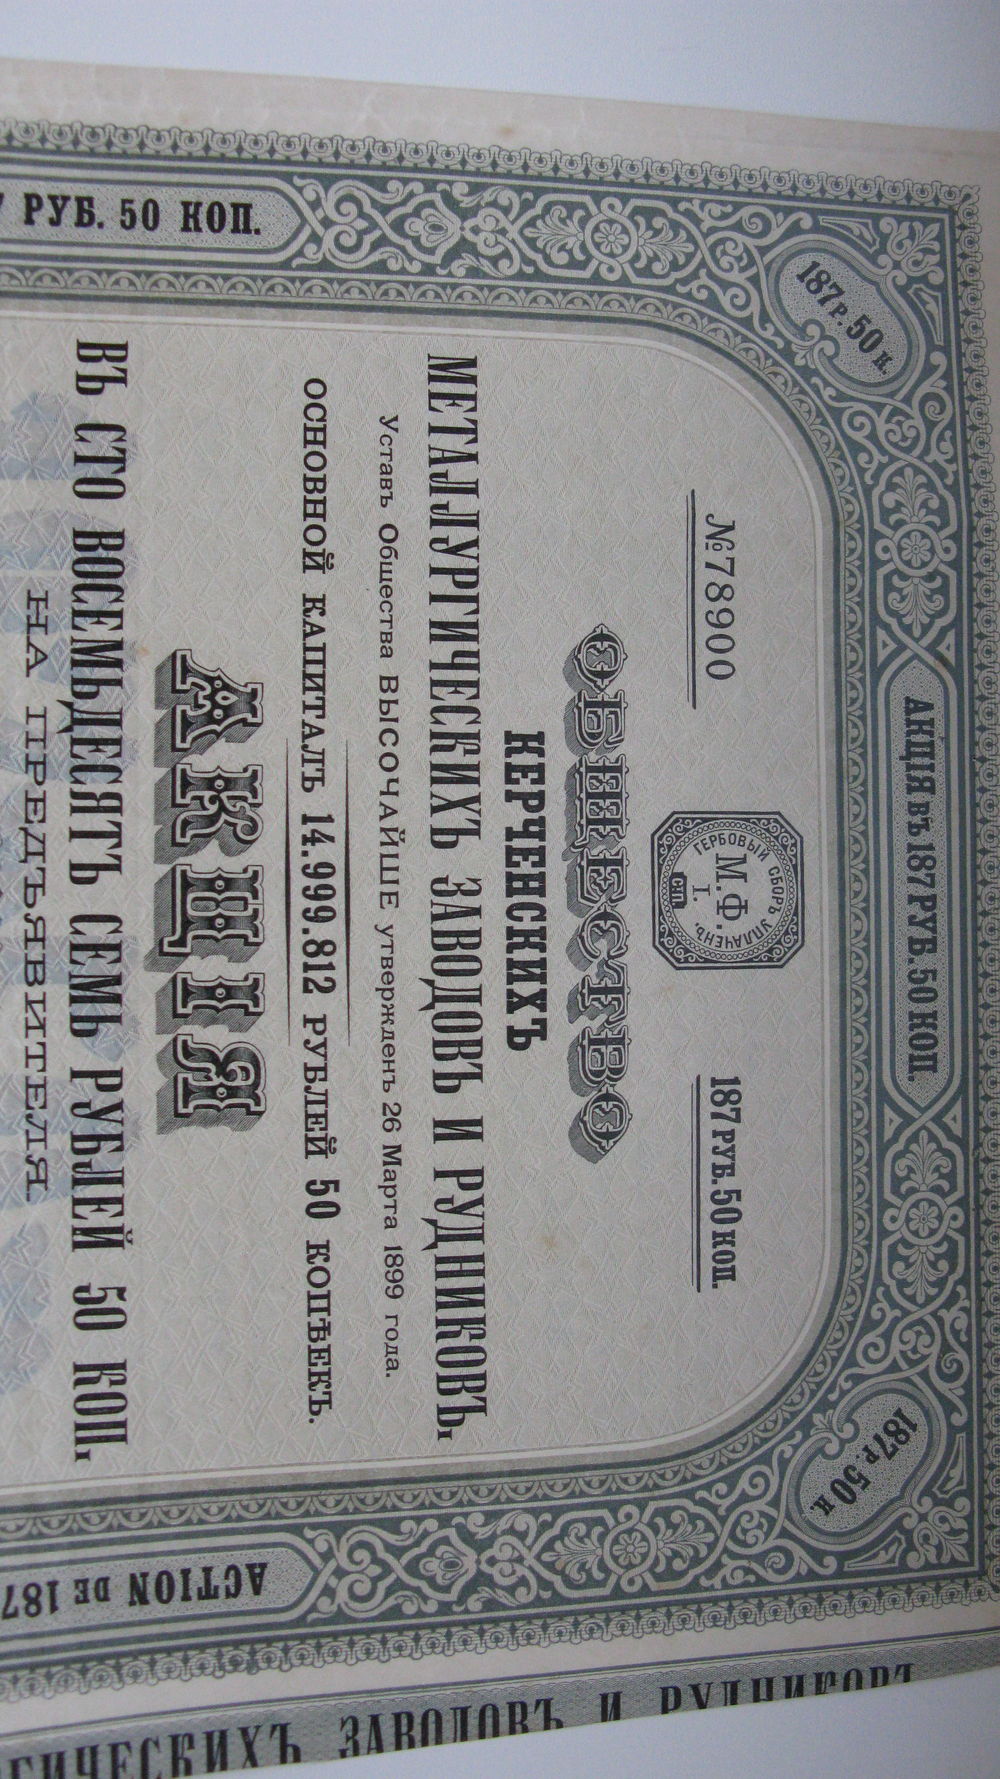 АКЦІЯ ВЪ 187 РУБ. 50 КОП.
187 Р. 50 К.
187 Р. 50 К.
№ 78900
ГЕРБОВЫЙ СБОРЪ УПЛАЧЕНЪ.
М.Ф.
I.
С.П.
187 РУБ. 50 КОП.
ОБЩЕСТВО
КЕРЧЕНСКИХЪ
МЕТАЛЛУРГИЧЕСКИХЪ ЗАВОДОВЪ И РУДНИКОВЪ,
Уставъ Общества ВЫСОЧАЙШЕ утвержденъ 26 Марта 1899 года.
ОСНОВНОЙ КАПИТАЛЪ 14.999.812 РУБЛЕЙ 50 КОПѢЕКЪ.
АКЦІЯ
ВЪ СТО ВОСЕМЬДЕСЯТЪ СЕМЬ РУБЛЕЙ 50 КОП.
НА ПРЕДЪЯВИТЕЛЯ.
7 РУБ. 50 КОП.
ACTION DE 187
ГИЧЕСКИХЪ ЗАВОДОВЪ И РУДНИКОВЪ